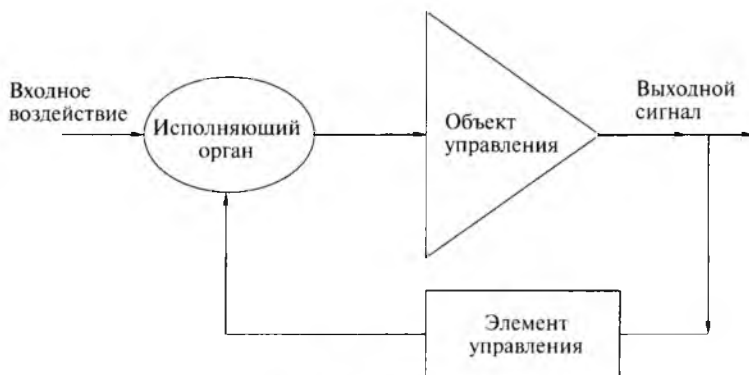 Входное
воздействие
Исполняющий
орган
Объект
управления
Выходной
сигнал
Элемент
управления